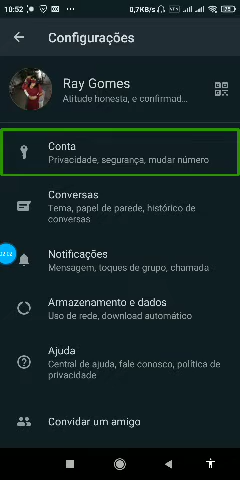 10:52
0,7KB/s
Configurações
Ray Gomes
Atitude honesta, e confirmad...
Conta
Privacidade, segurança, mudar número
Conversas
Tema, papel de parede, histórico de
conversas
02:02
Notificações
Mensagem, toques de grupo, chamada
Armazenamento e dados
Uso de rede, download automático
Ajuda
Central de ajuda, fale conosco, política de
privacidade
Convidar um amigo